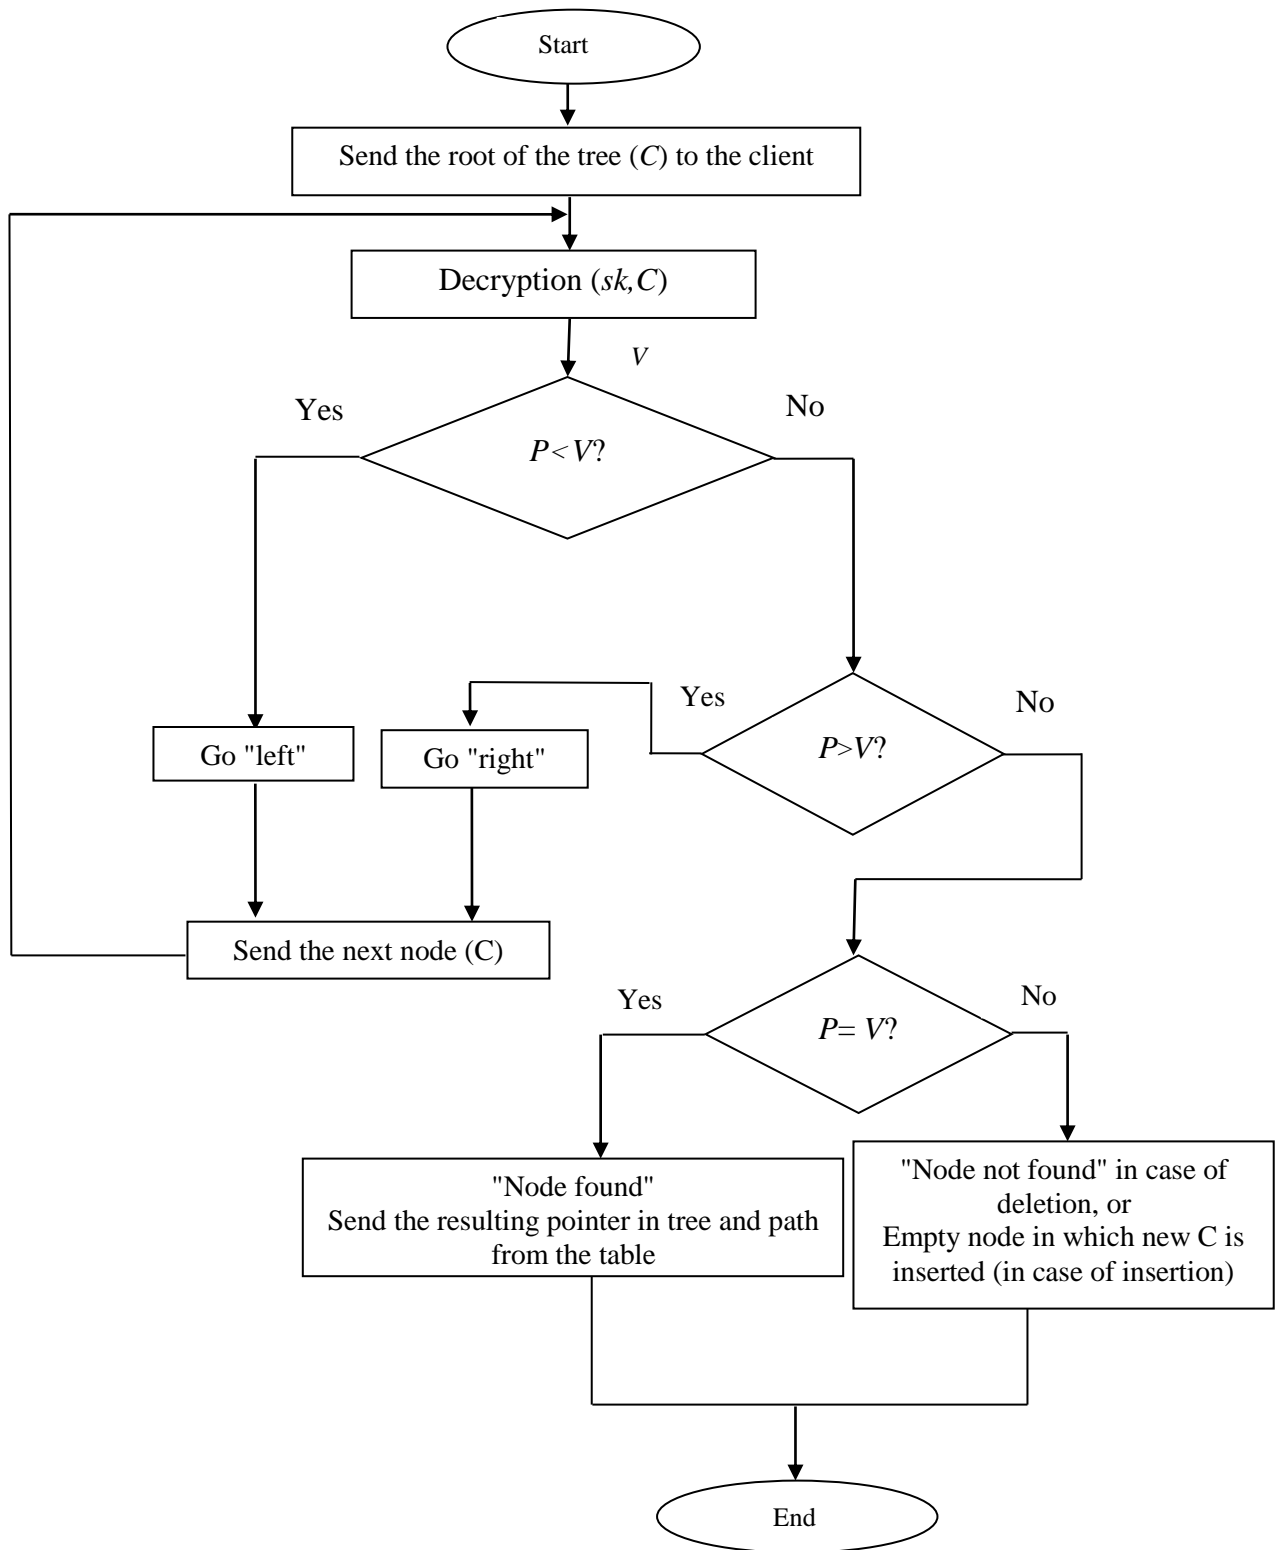 Start
Send the root of the tree (C) to the client
Decryption (sk,C)
V
Yes
No
P< V?
Yes
No
Go "left"
Go "right"
P>V?
Send the next node (C)
Yes
No
P= V?
"Node found"
Send the resulting pointer in tree and path
from the table
"Node not found" in case of
deletion, or
Empty node in which new C is
inserted (in case of insertion)
End